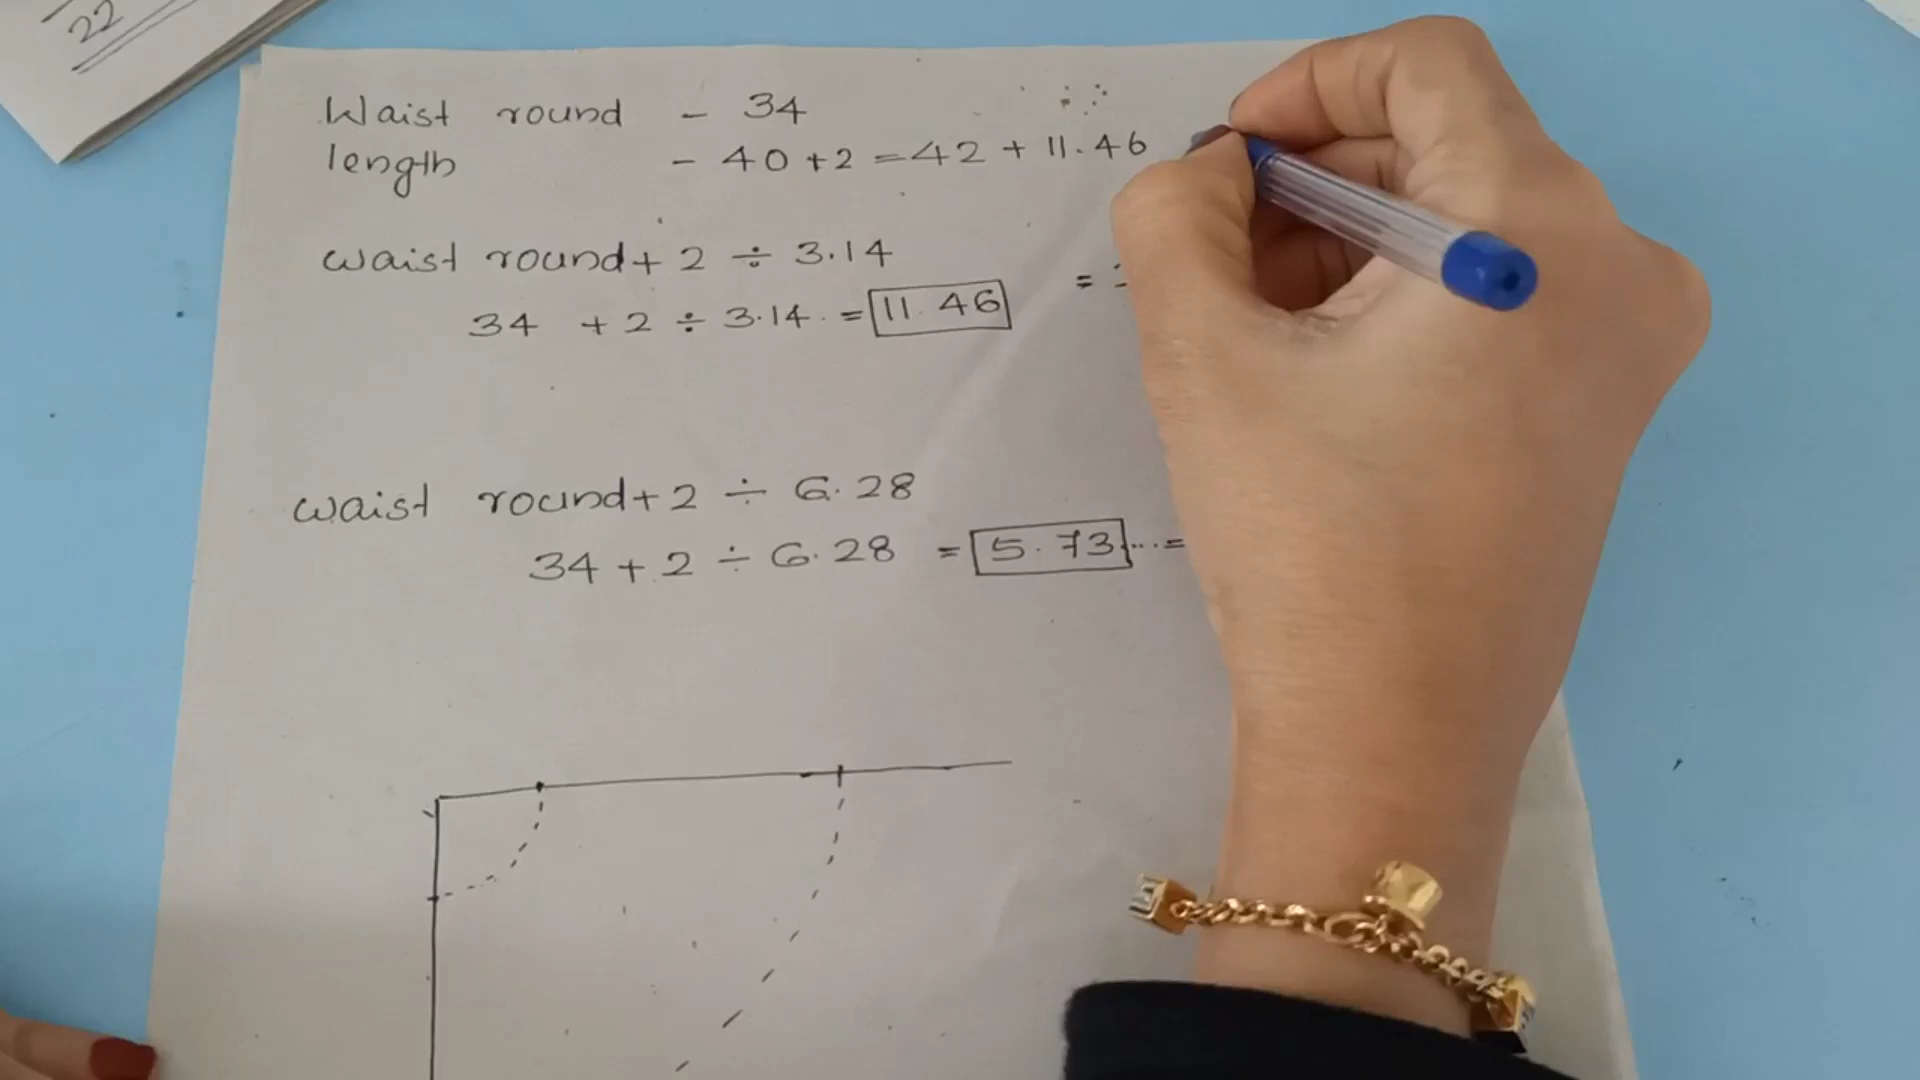 22
Waist round - 34
length - 40 + 2 = 42 + 11.46
waist round + 2 ÷ 3.14
34 + 2 ÷ 3.14 = 11.46 =
waist round + 2 ÷ 6.28
34 + 2 ÷ 6.28 = 5.73... =